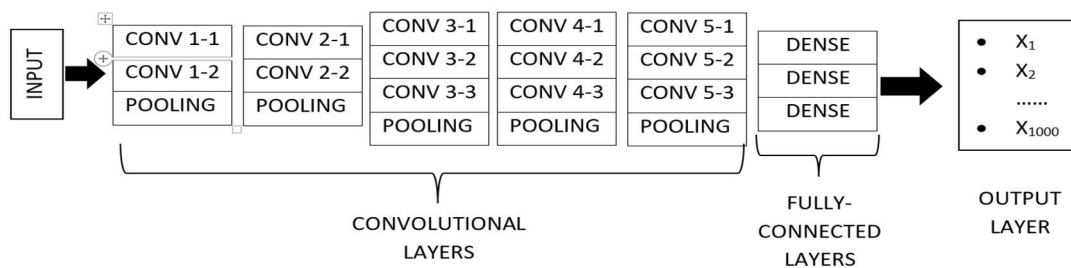 INPUT
CONV 1-1
CONV 1-2
POOLING
CONV 2-1
CONV 2-2
POOLING
CONV 3-1
CONV 3-2
CONV 3-3
POOLING
CONV 4-1
CONV 4-2
CONV 4-3
POOLING
CONV 5-1
CONV 5-2
CONV 5-3
POOLING
DENSE
DENSE
DENSE
• X₁
• X₂
......
• X₁₀₀₀
CONVOLUTIONAL
LAYERS
FULLY-
CONNECTED
LAYERS
OUTPUT
LAYER